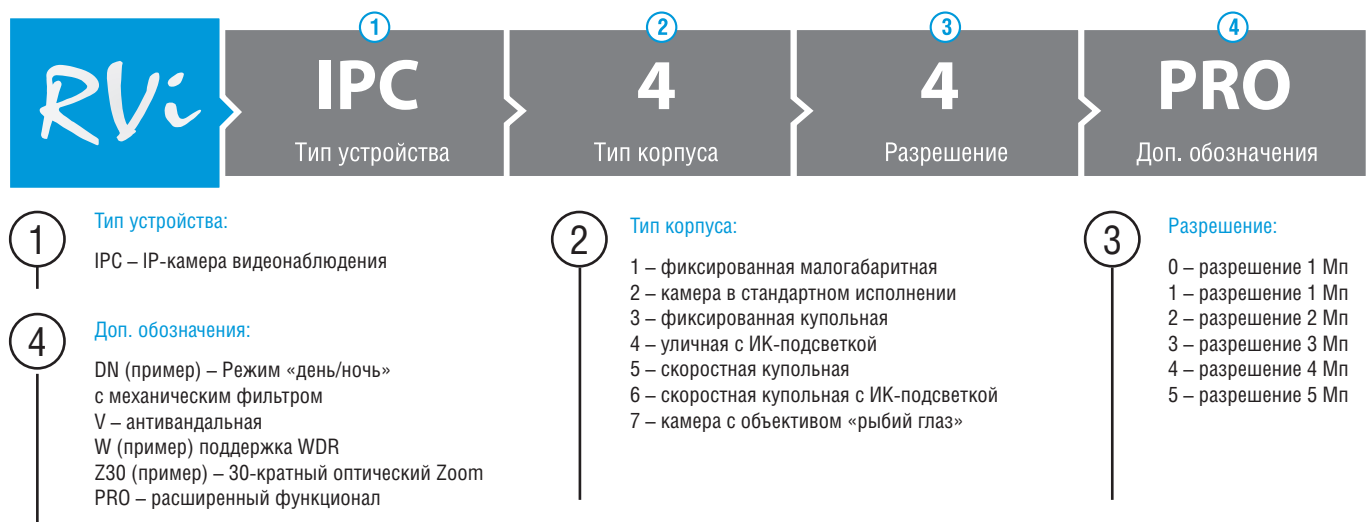 RVi
1
IPC
Тип устройства
2
4
Тип корпуса
3
4
Разрешение
4
PRO
Доп. обозначения
1
Тип устройства:
IPC – IP-камера видеонаблюдения
4
Доп. обозначения:
DN (пример) – Режим «день/ночь»
с механическим фильтром
V – антивандальная
W (пример) поддержка WDR
Z30 (пример) – 30-кратный оптический Zoom
PRO – расширенный функционал
2
Тип корпуса:
1 – фиксированная малогабаритная
2 – камера в стандартном исполнении
3 – фиксированная купольная
4 – уличная с ИК-подсветкой
5 – скоростная купольная
6 – скоростная купольная с ИК-подсветкой
7 – камера с объективом «рыбий глаз»
3
Разрешение:
0 – разрешение 1 Мп
1 – разрешение 1 Мп
2 – разрешение 2 Мп
3 – разрешение 3 Мп
4 – разрешение 4 Мп
5 – разрешение 5 Мп